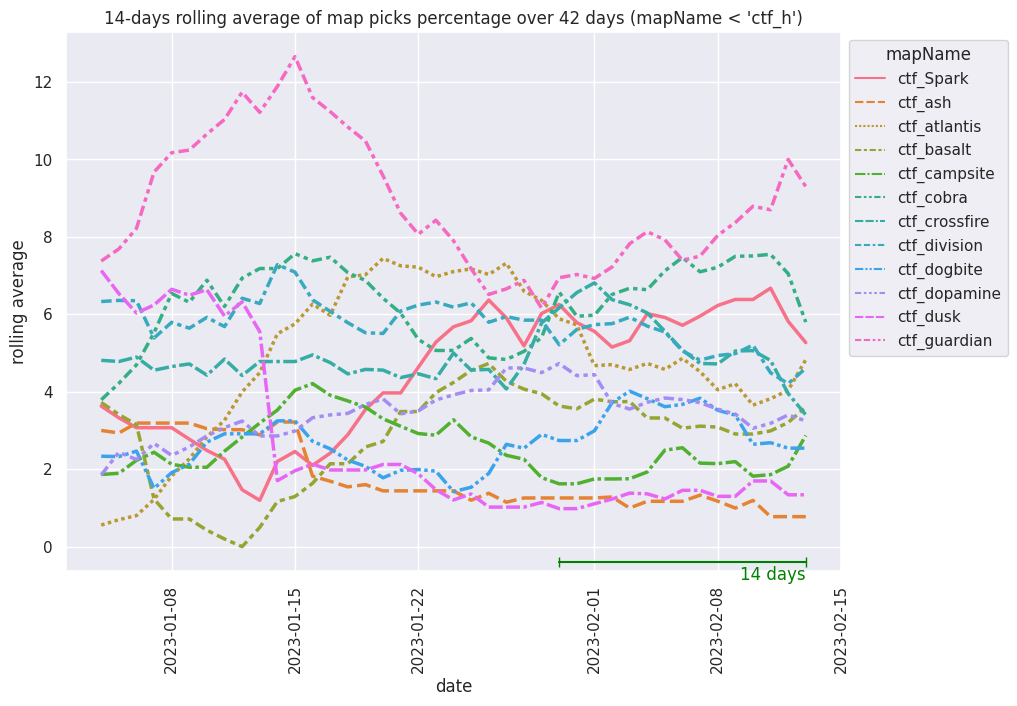 14-days rolling average of map picks percentage over 42 days (mapName < 'ctf_h')
mapName
ctf_Spark
ctf_ash
ctf_atlantis
ctf_basalt
ctf_campsite
ctf_cobra
ctf_crossfire
ctf_division
ctf_dogbite
ctf_dopamine
ctf_dusk
ctf_guardian
rolling average
12
10
8
6
4
2
0
14 days
2023-01-08
2023-01-15
2023-01-22
2023-02-01
2023-02-08
2023-02-15
date